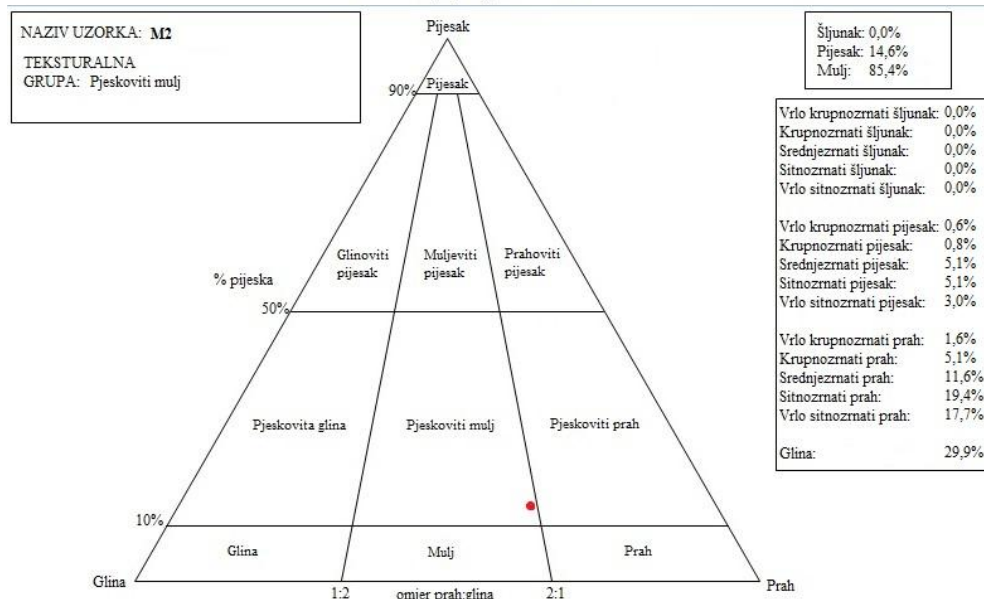 NAZIV UZORKA: M2
TEKSTURALNA
GRUPA: Pjeskoviti mulj
Pijesak
90%
Pijesak
Glinoviti
pijesak
Muljeviti
pijesak
Prahoviti
pijesak
% pijeska
50%
Pjeskovita glina
Pjeskoviti mulj
Pjeskoviti prah
10%
Glina
Mulj
Prah
Glina
1:2
omjer prah:glina
2:1
Prah
Šljunak: 0,0%
Pijesak: 14,6%
Mulj: 85,4%
Vrlo krupnozrnati šljunak: 0,0%
Krupnozrnati šljunak: 0,0%
Srednjezrnati šljunak: 0,0%
Sitnozrnati šljunak: 0,0%
Vrlo sitnozrnati šljunak: 0,0%
Vrlo krupnozrnati pijesak: 0,6%
Krupnozrnati pijesak: 0,8%
Srednjezrnati pijesak: 5,1%
Sitnozrnati pijesak: 5,1%
Vrlo sitnozrnati pijesak: 3,0%
Vrlo krupnozrnati prah: 1,6%
Krupnozrnati prah: 5,1%
Srednjezrnati prah: 11,6%
Sitnozrnati prah: 19,4%
Vrlo sitnozrnati prah: 17,7%
Glina: 29,9%